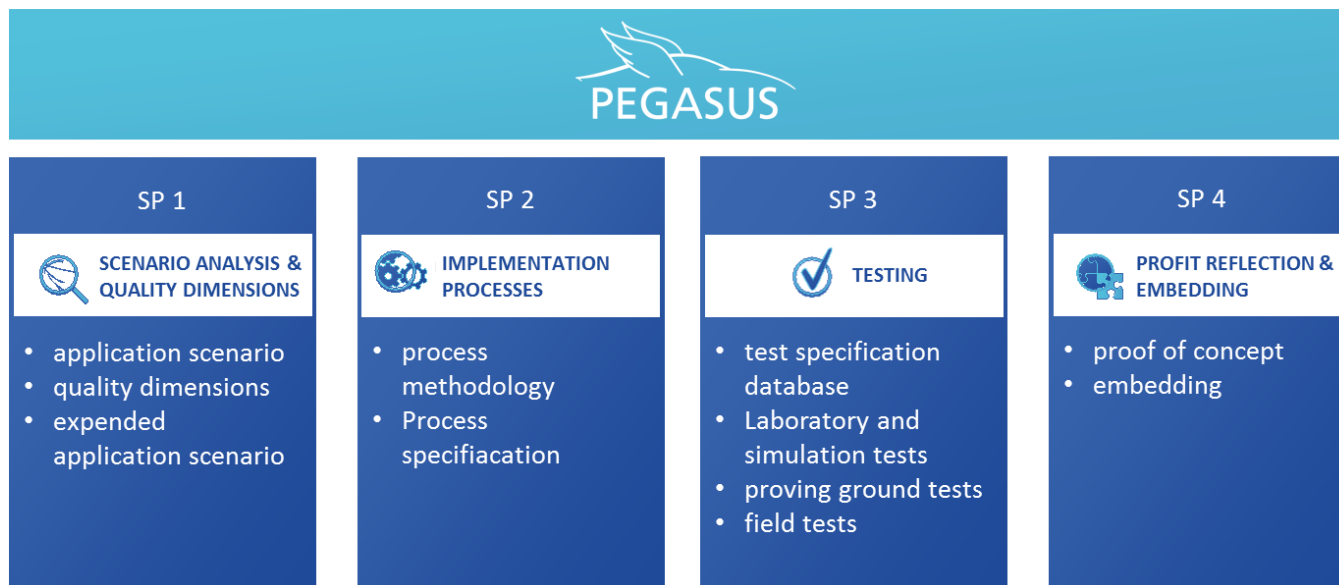 PEGASUS
SP 1
SCENARIO ANALYSIS &
QUALITY DIMENSIONS
• application scenario
• quality dimensions
• expended
application scenario
SP 2
IMPLEMENTATION
PROCESSES
• process
methodology
• Process
specifiacation
SP 3
TESTING
• test specification
database
• Laboratory and
simulation tests
• proving ground tests
• field tests
SP 4
PROFIT REFLECTION &
EMBEDDING
• proof of concept
• embedding